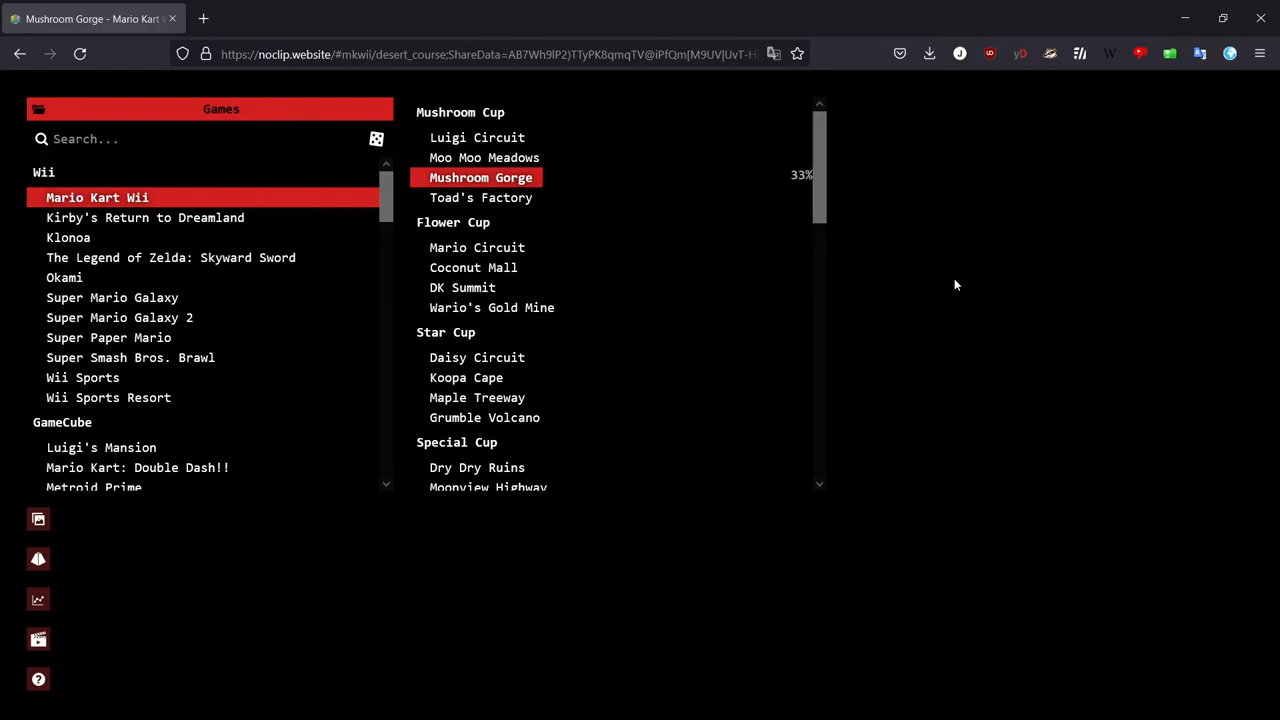 Mushroom Gorge - Mario Kart W
https://noclip.website/#mkwii/desert_course;ShareData=AB7Wh9lP2)TTyPK8qmqTV@iPfQm[M9UV|UvT-Hi
Games
Search...
Wii
Mario Kart Wii
Kirby's Return to Dreamland
Klonoa
The Legend of Zelda: Skyward Sword
Okami
Super Mario Galaxy
Super Mario Galaxy 2
Super Paper Mario
Super Smash Bros. Brawl
Wii Sports
Wii Sports Resort
GameCube
Luigi's Mansion
Mario Kart: Double Dash!!
Metroid Prime
Mushroom Cup
Luigi Circuit
Moo Moo Meadows
Mushroom Gorge
33%
Toad's Factory
Flower Cup
Mario Circuit
Coconut Mall
DK Summit
Wario's Gold Mine
Star Cup
Daisy Circuit
Koopa Cape
Maple Treeway
Grumble Volcano
Special Cup
Dry Dry Ruins
Moonview Highway